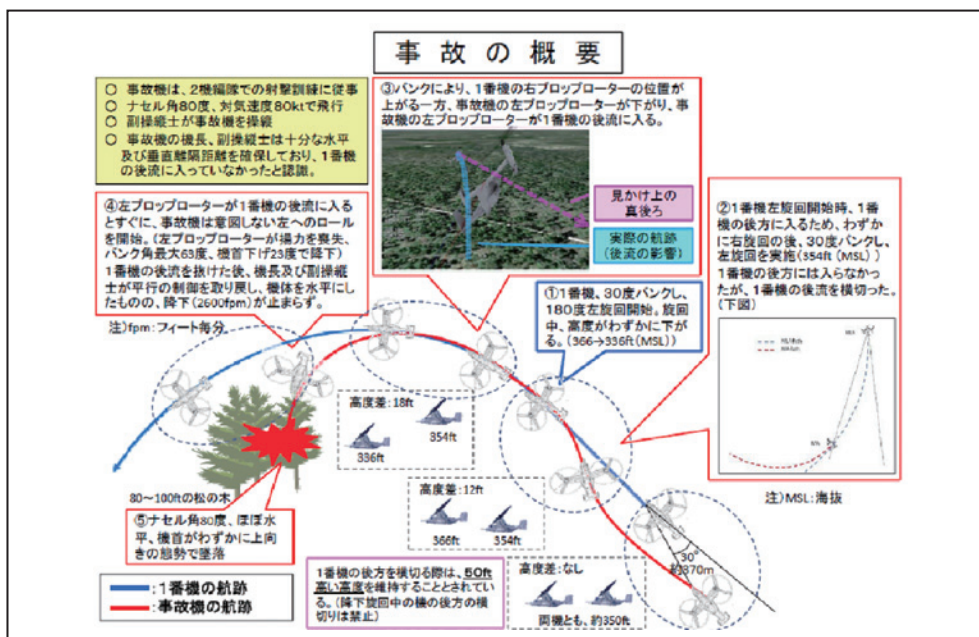 事故の概要
○ 事故機は、2機編隊での射撃訓練に従事
○ ナセル角80度、対気速度80ktで飛行
○ 副操縦士が事故機を操縦
○ 事故機の機長、副操縦士は十分な水平
及び垂直離隔距離を確保しており、1番機
の後流に入っていなかったと認識。
③バンクにより、1番機の右プロップローターの位置が
上がる一方、事故機の左プロップローターが下がり、事
故機の左プロップローターが1番機の後流に入る。
見かけ上の
真後ろ
実際の航跡
(後流の影響)
④左プロップローターが1番機の後流に入る
とすぐに、事故機は意図しない左へのロール
を開始。(左プロップローターが揚力を喪失、
バンク角最大63度、機首下げ23度で降下)
1番機の後流を抜けた後、機長及び副操縦
士が平行の制御を取り戻し、機体を水平にし
たものの、降下(2600fpm)が止まらず。
注)fpm:フィート毎分
①1番機、30度バンクし、
180度左旋回開始。旋回
中、高度がわずかに下が
る。(366→336ft(MSL))
②1番機左旋回開始時、1番
機の後方に入るため、わずか
に右旋回の後、30度バンクし、
左旋回を実施(354ft(MSL))
1番機の後方には入らなかっ
たが、1番機の後流を横切った。
(下図)
注)MSL:海抜
高度差:18ft
354ft
336ft
高度差:12ft
366ft 354ft
高度差:なし
両機とも、約350ft
30°
約370m
80~100ftの松の木
⑤ナセル角80度、ほぼ水
平、機首がわずかに上向
きの態勢で墜落
1番機の後方を横切る際は、50ft
高い高度を維持することとされてい
る。(降下旋回中の機の後方の横
切りは禁止)
:1番機の航跡
:事故機の航跡